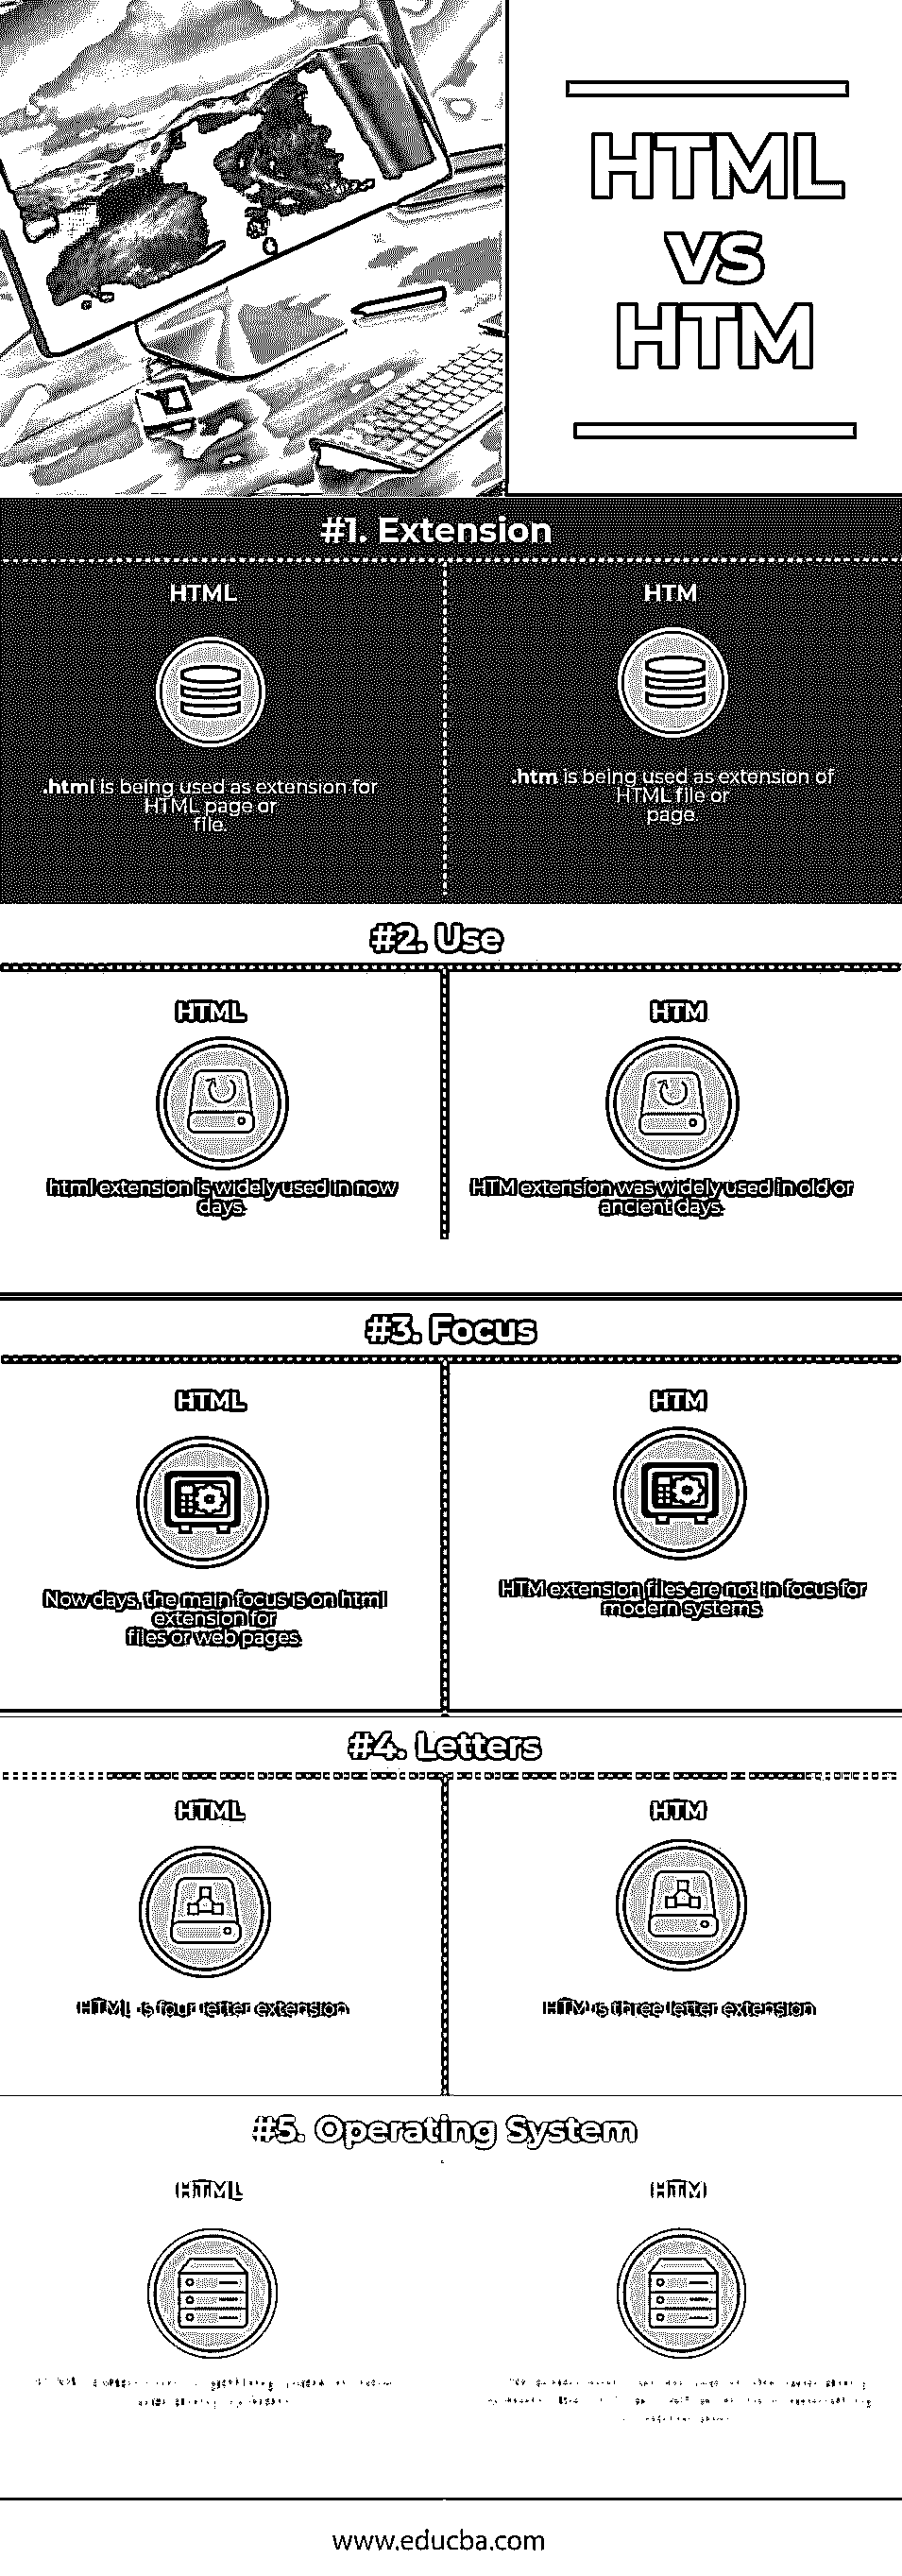 HTML
VS
HTM
#1. Extension
HTML
.html is being used as extension for
HTML page or
file.
HTM
.htm is being used as extension of
HTML file or
page.
#2. Use
HTML
html extension is widely used in now
days.
HTM
HTM extension was widely used in old or
ancient days.
#3. Focus
HTML
Now days, the main focus is on html
extension for
files or web pages.
HTM
HTM extension files are not in focus for
modern systems.
#4. Letters
HTML
HTML is four letter extension
HTM
HTM is three letter extension
#5. Operating System
HTML
HTM
www.educba.com